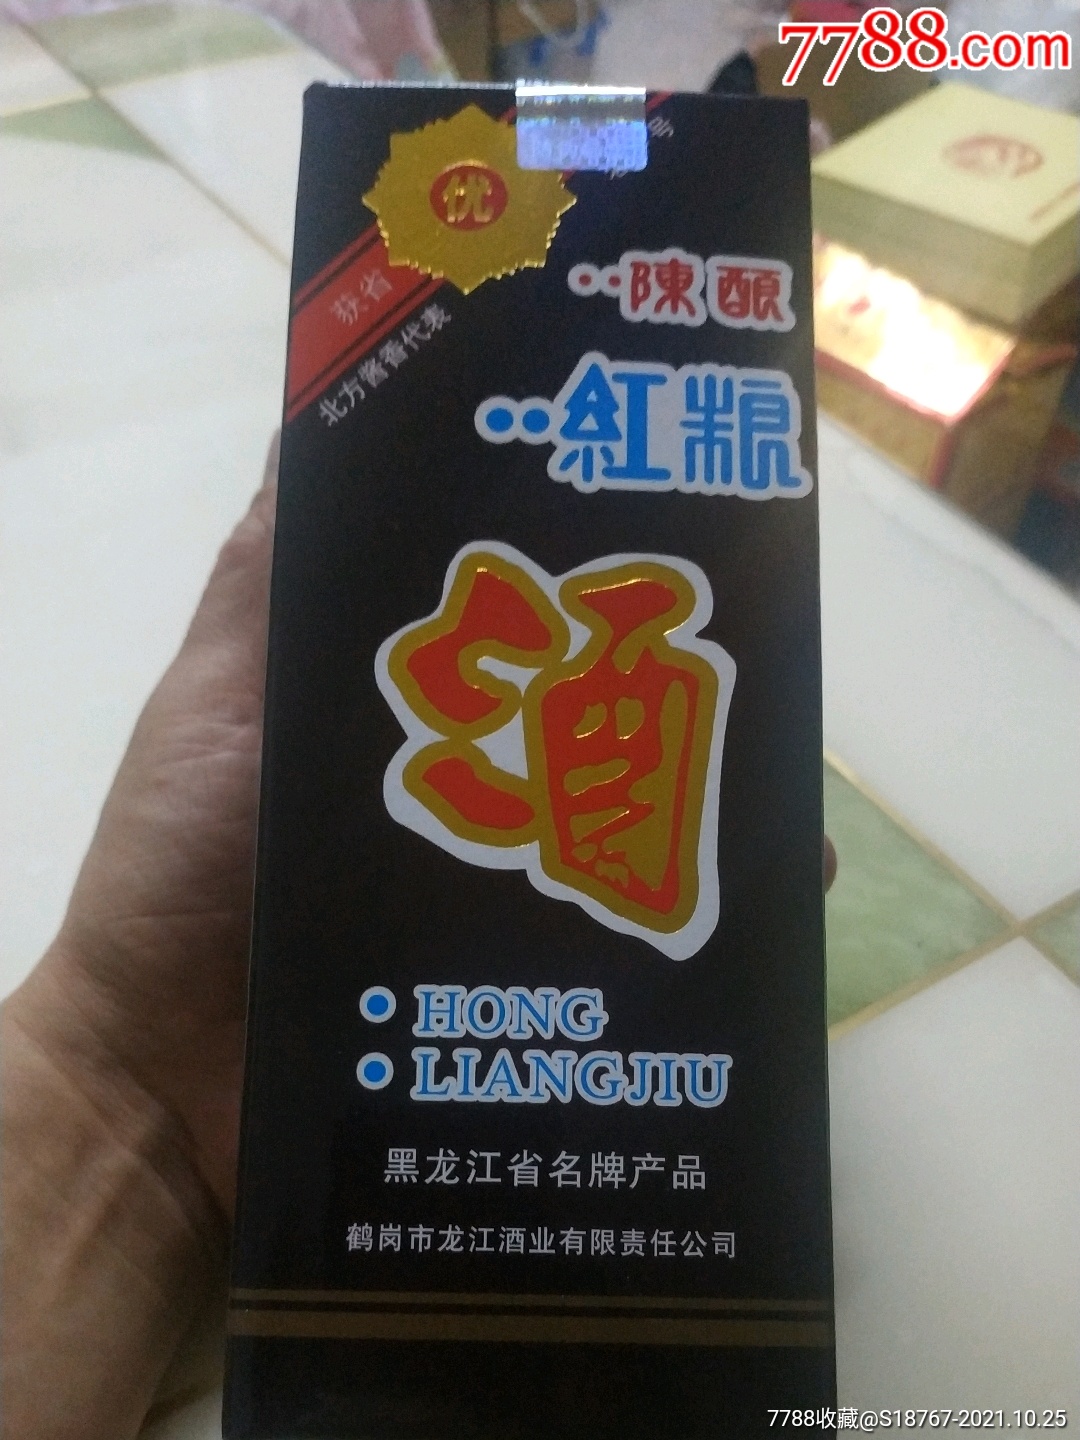 7788.com
优
获省
号
北方酱香代表
陳酿
紅粮
酒
HONG
LIANGJIU
黑龙江省名牌产品
鹤岗市龙江酒业有限责任公司
7788收藏@S18767-2021.10.25